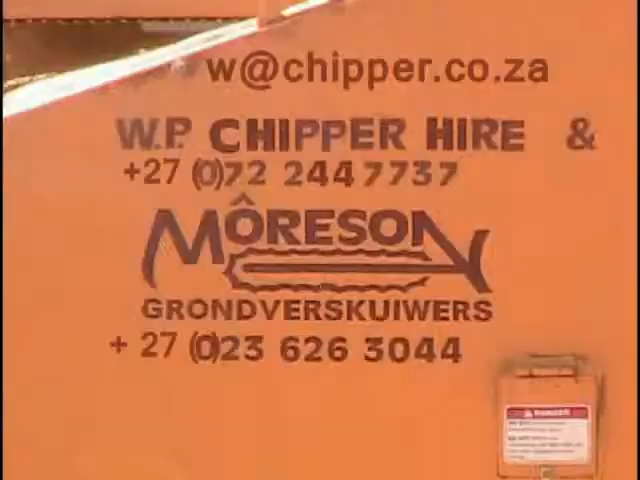 w@chipper.co.za
W.P. CHIPPER HIRE &
+27 (0)72 244 7737
MÔRESON
GRONDVERSKUIWERS
+ 27 (0)23 626 3044
DANGER